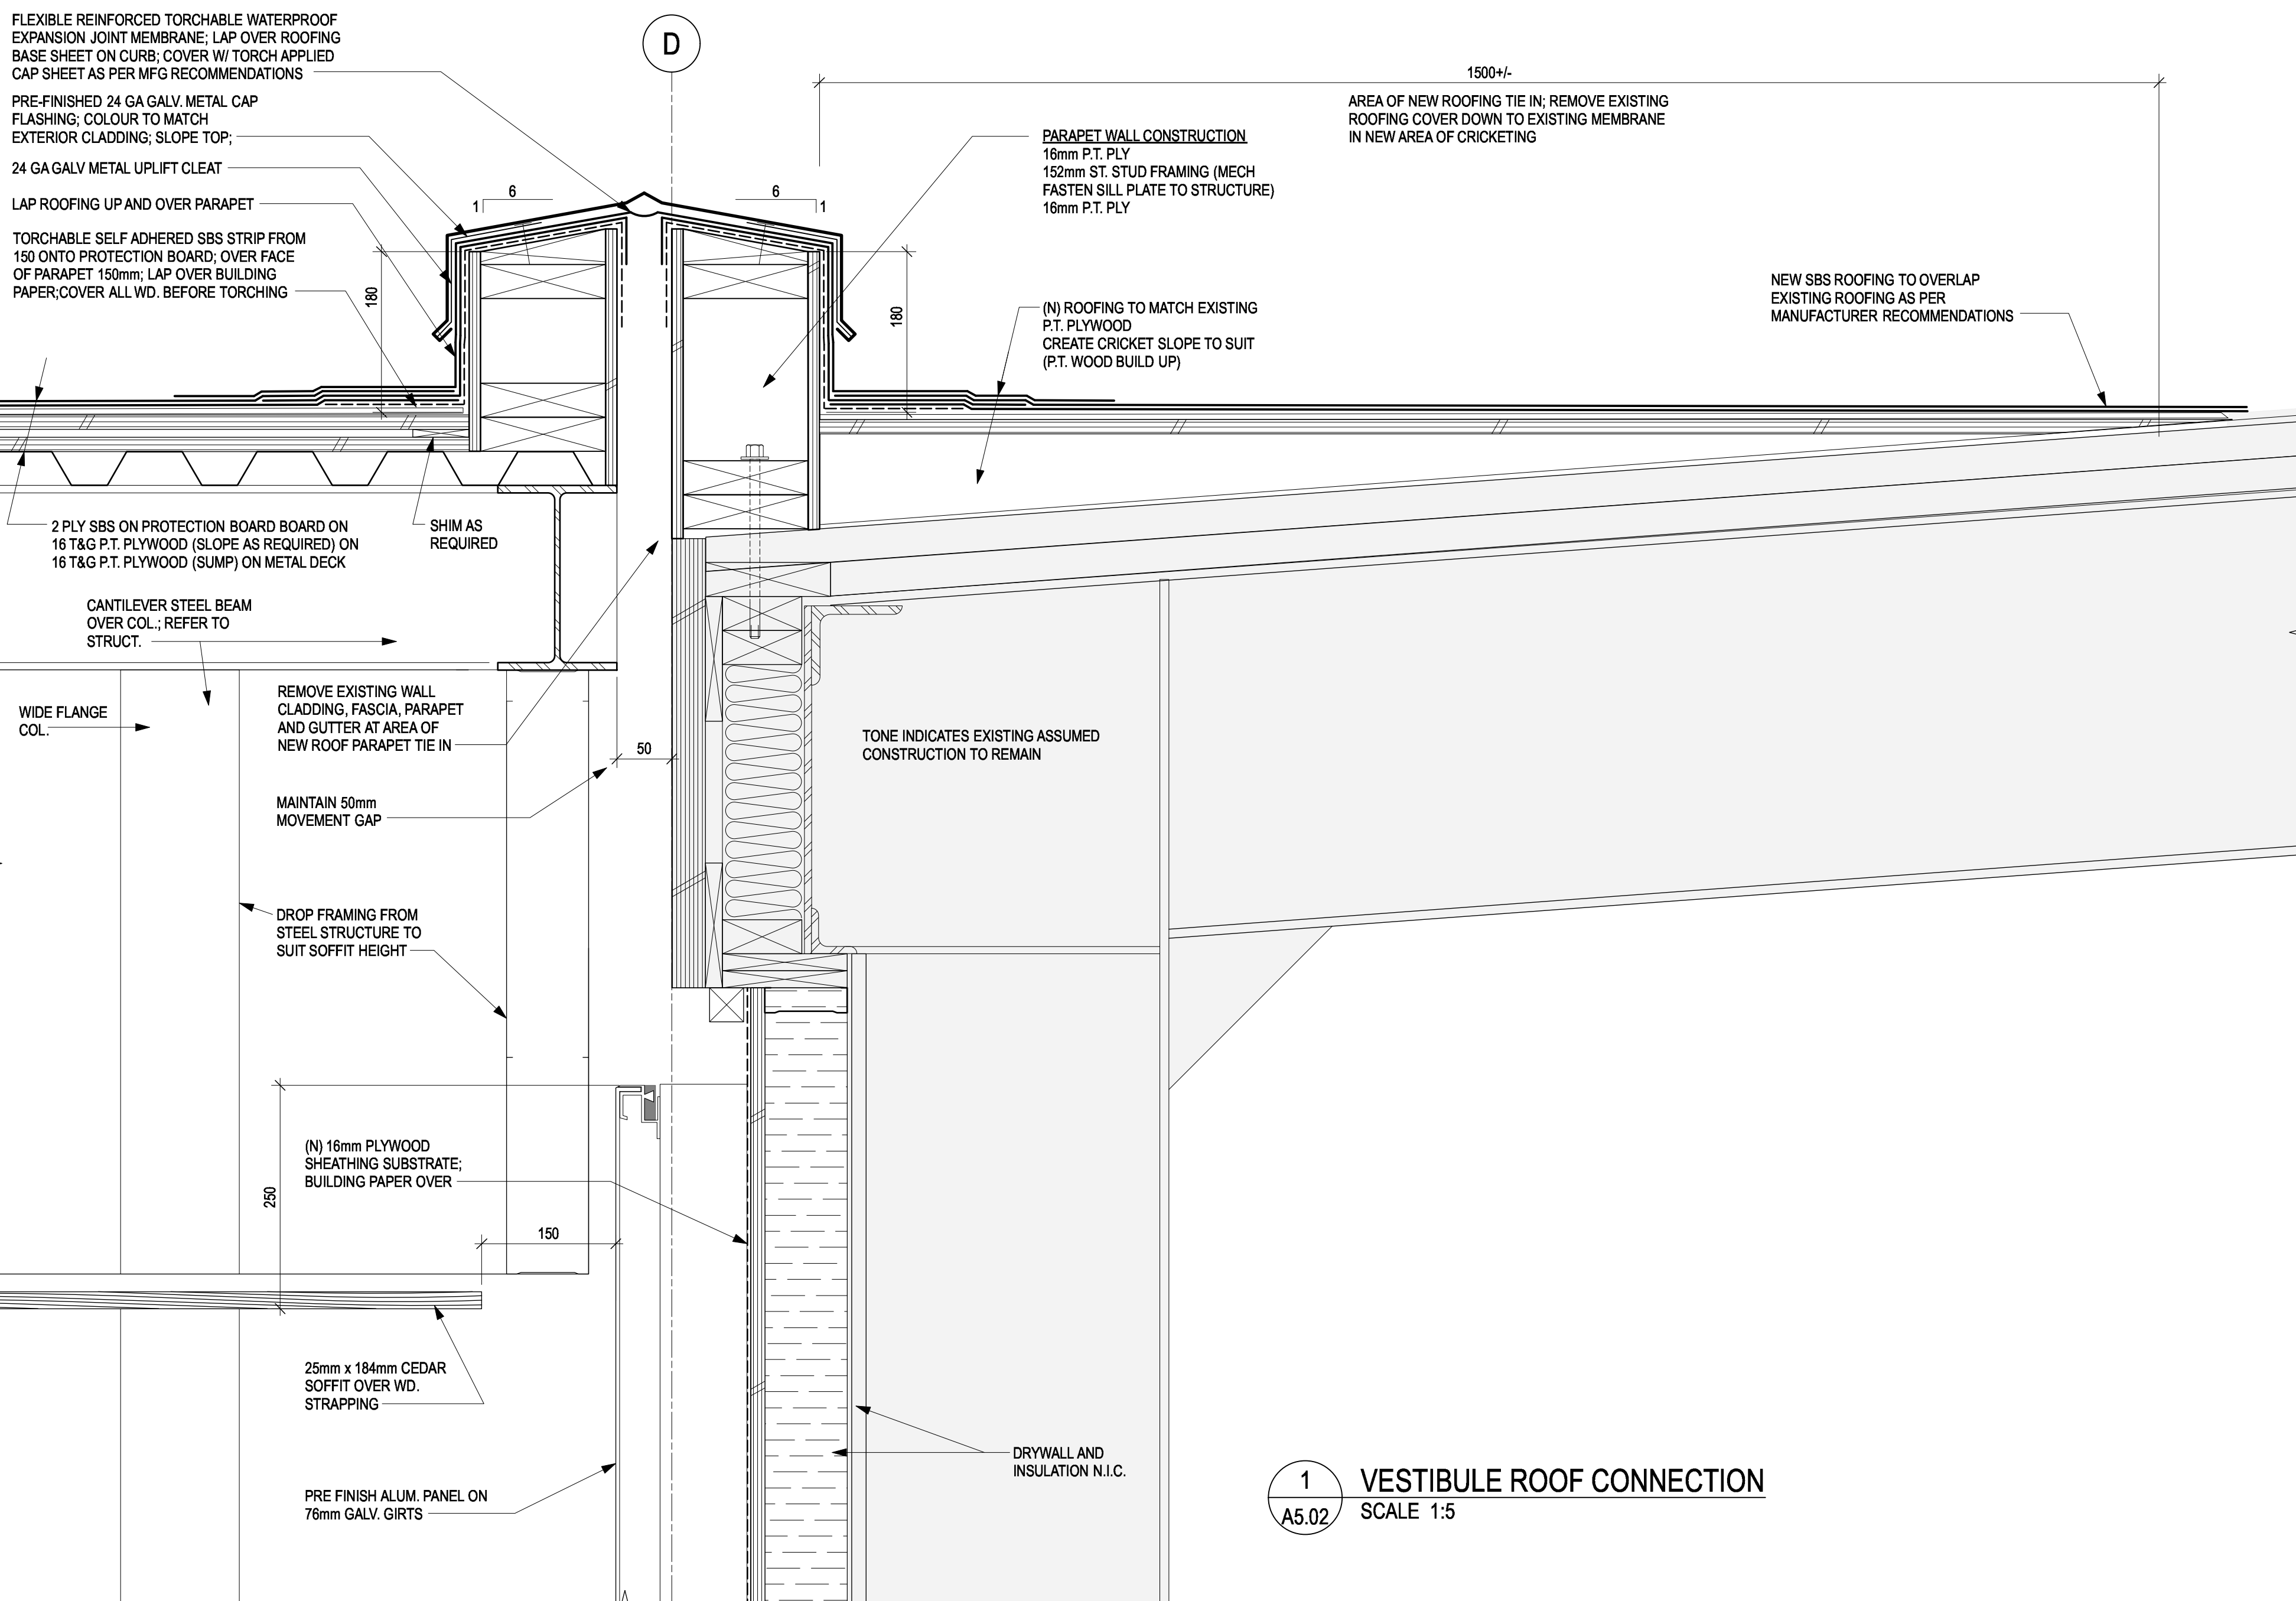 FLEXIBLE REINFORCED TORCHABLE WATERPROOF
EXPANSION JOINT MEMBRANE; LAP OVER ROOFING
BASE SHEET ON CURB; COVER W/ TORCH APPLIED
CAP SHEET AS PER MFG RECOMMENDATIONS
PRE-FINISHED 24 GA GALV. METAL CAP
FLASHING; COLOUR TO MATCH
EXTERIOR CLADDING; SLOPE TOP;
24 GA GALV METAL UPLIFT CLEAT
LAP ROOFING UP AND OVER PARAPET
TORCHABLE SELF ADHERED SBS STRIP FROM
150 ONTO PROTECTION BOARD; OVER FACE
OF PARAPET 150mm; LAP OVER BUILDING
PAPER;COVER ALL WD. BEFORE TORCHING
D
6
1
6
1
180
180
1500+/-
AREA OF NEW ROOFING TIE IN; REMOVE EXISTING
ROOFING COVER DOWN TO EXISTING MEMBRANE
IN NEW AREA OF CRICKETING
PARAPET WALL CONSTRUCTION
16mm P.T. PLY
152mm ST. STUD FRAMING (MECH
FASTEN SILL PLATE TO STRUCTURE)
16mm P.T. PLY
(N) ROOFING TO MATCH EXISTING
P.T. PLYWOOD
CREATE CRICKET SLOPE TO SUIT
(P.T. WOOD BUILD UP)
NEW SBS ROOFING TO OVERLAP
EXISTING ROOFING AS PER
MANUFACTURER RECOMMENDATIONS
2 PLY SBS ON PROTECTION BOARD BOARD ON
16 T&G P.T. PLYWOOD (SLOPE AS REQUIRED) ON
16 T&G P.T. PLYWOOD (SUMP) ON METAL DECK
SHIM AS
REQUIRED
CANTILEVER STEEL BEAM
OVER COL.; REFER TO
STRUCT.
WIDE FLANGE
COL.
REMOVE EXISTING WALL
CLADDING, FASCIA, PARAPET
AND GUTTER AT AREA OF
NEW ROOF PARAPET TIE IN
50
MAINTAIN 50mm
MOVEMENT GAP
TONE INDICATES EXISTING ASSUMED
CONSTRUCTION TO REMAIN
DROP FRAMING FROM
STEEL STRUCTURE TO
SUIT SOFFIT HEIGHT
(N) 16mm PLYWOOD
SHEATHING SUBSTRATE;
BUILDING PAPER OVER
250
150
25mm x 184mm CEDAR
SOFFIT OVER WD.
STRAPPING
PRE FINISH ALUM. PANEL ON
76mm GALV. GIRTS
DRYWALL AND
INSULATION N.I.C.
1
A5.02
VESTIBULE ROOF CONNECTION
SCALE 1:5